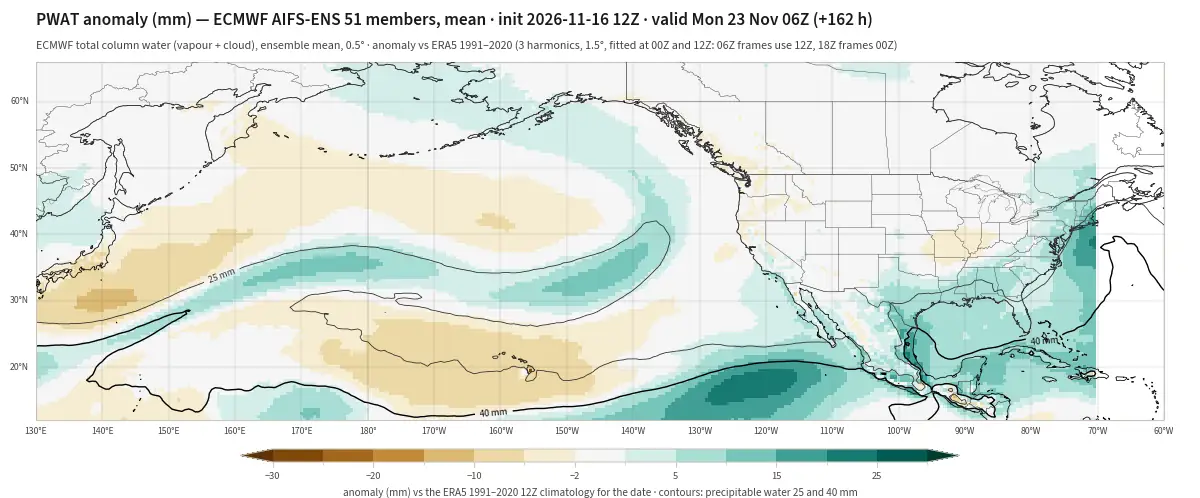 PWAT anomaly (mm) — ECMWF AIFS-ENS 51 members, mean · init 2026-11-16 12Z · valid Mon 23 Nov 06Z (+162 h)
ECMWF total column water (vapour + cloud), ensemble mean, 0.5° · anomaly vs ERA5 1991–2020 (3 harmonics, 1.5°, fitted at 00Z and 12Z: 06Z frames use 12Z, 18Z frames 00Z)
60°N
50°N
40°N
30°N
20°N
25 mm
40 mm
40 mm
130°E 140°E 150°E 160°E 170°E 180° 170°W 160°W 150°W 140°W 130°W 120°W 110°W 100°W 90°W 80°W 70°W 60°W
−30 −20 −10 −2 5 15 25
anomaly (mm) vs the ERA5 1991–2020 12Z climatology for the date · contours: precipitable water 25 and 40 mm